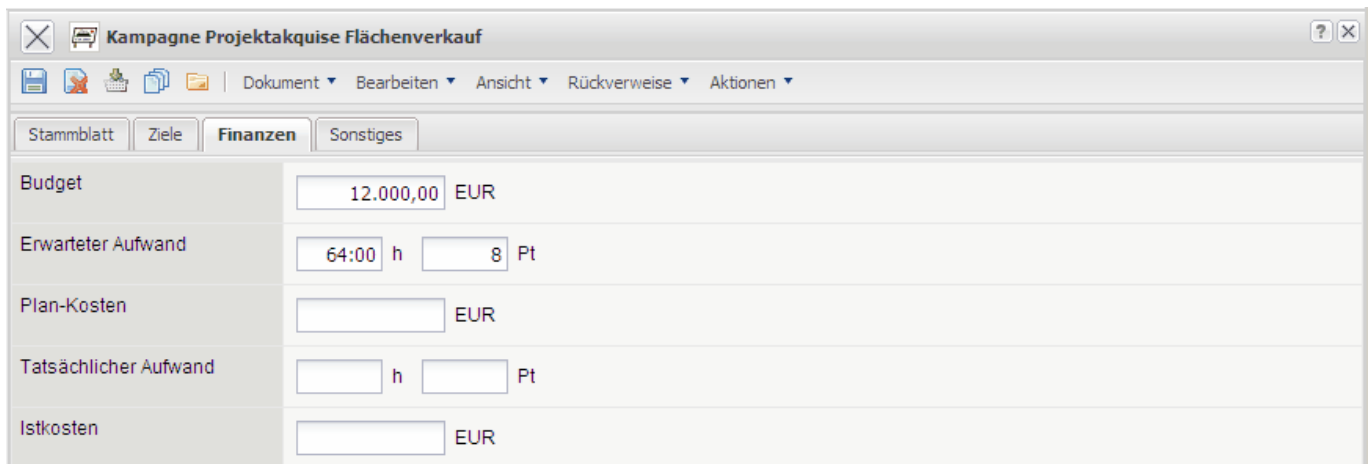 Kampagne Projektakquise Flächenverkauf ? X
Dokument Bearbeiten Ansicht Rückverweise Aktionen
Stammblatt Ziele Finanzen Sonstiges
Budget 12.000,00 EUR
Erwarteter Aufwand 64:00 h 8 Pt
Plan-Kosten EUR
Tatsächlicher Aufwand h Pt
Istkosten EUR